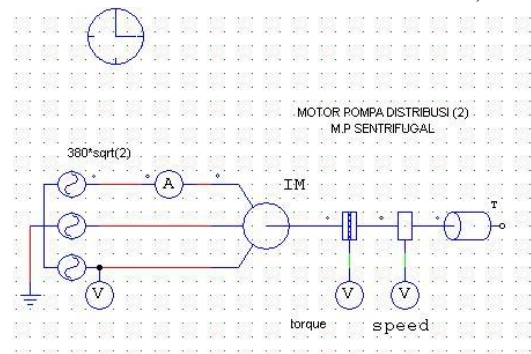 MOTOR POMPA DISTRIBUSI (2)
M.P SENTRIFUGAL
380*sqrt(2)
A
IM
T
V
V
V
torque
speed